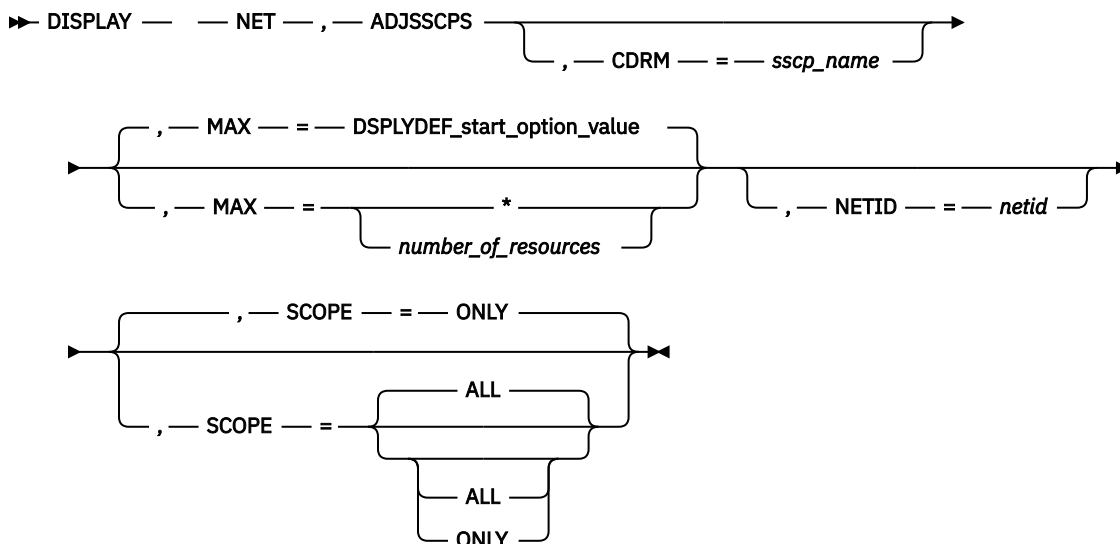 DISPLAY NET , ADJSSCPS
, CDRM = sscp_name
, MAX = DSPLYDEF_start_option_value
, MAX = *
number_of_resources
, NETID = netid
, SCOPE = ONLY
, SCOPE = ALL
ALL
ONLY